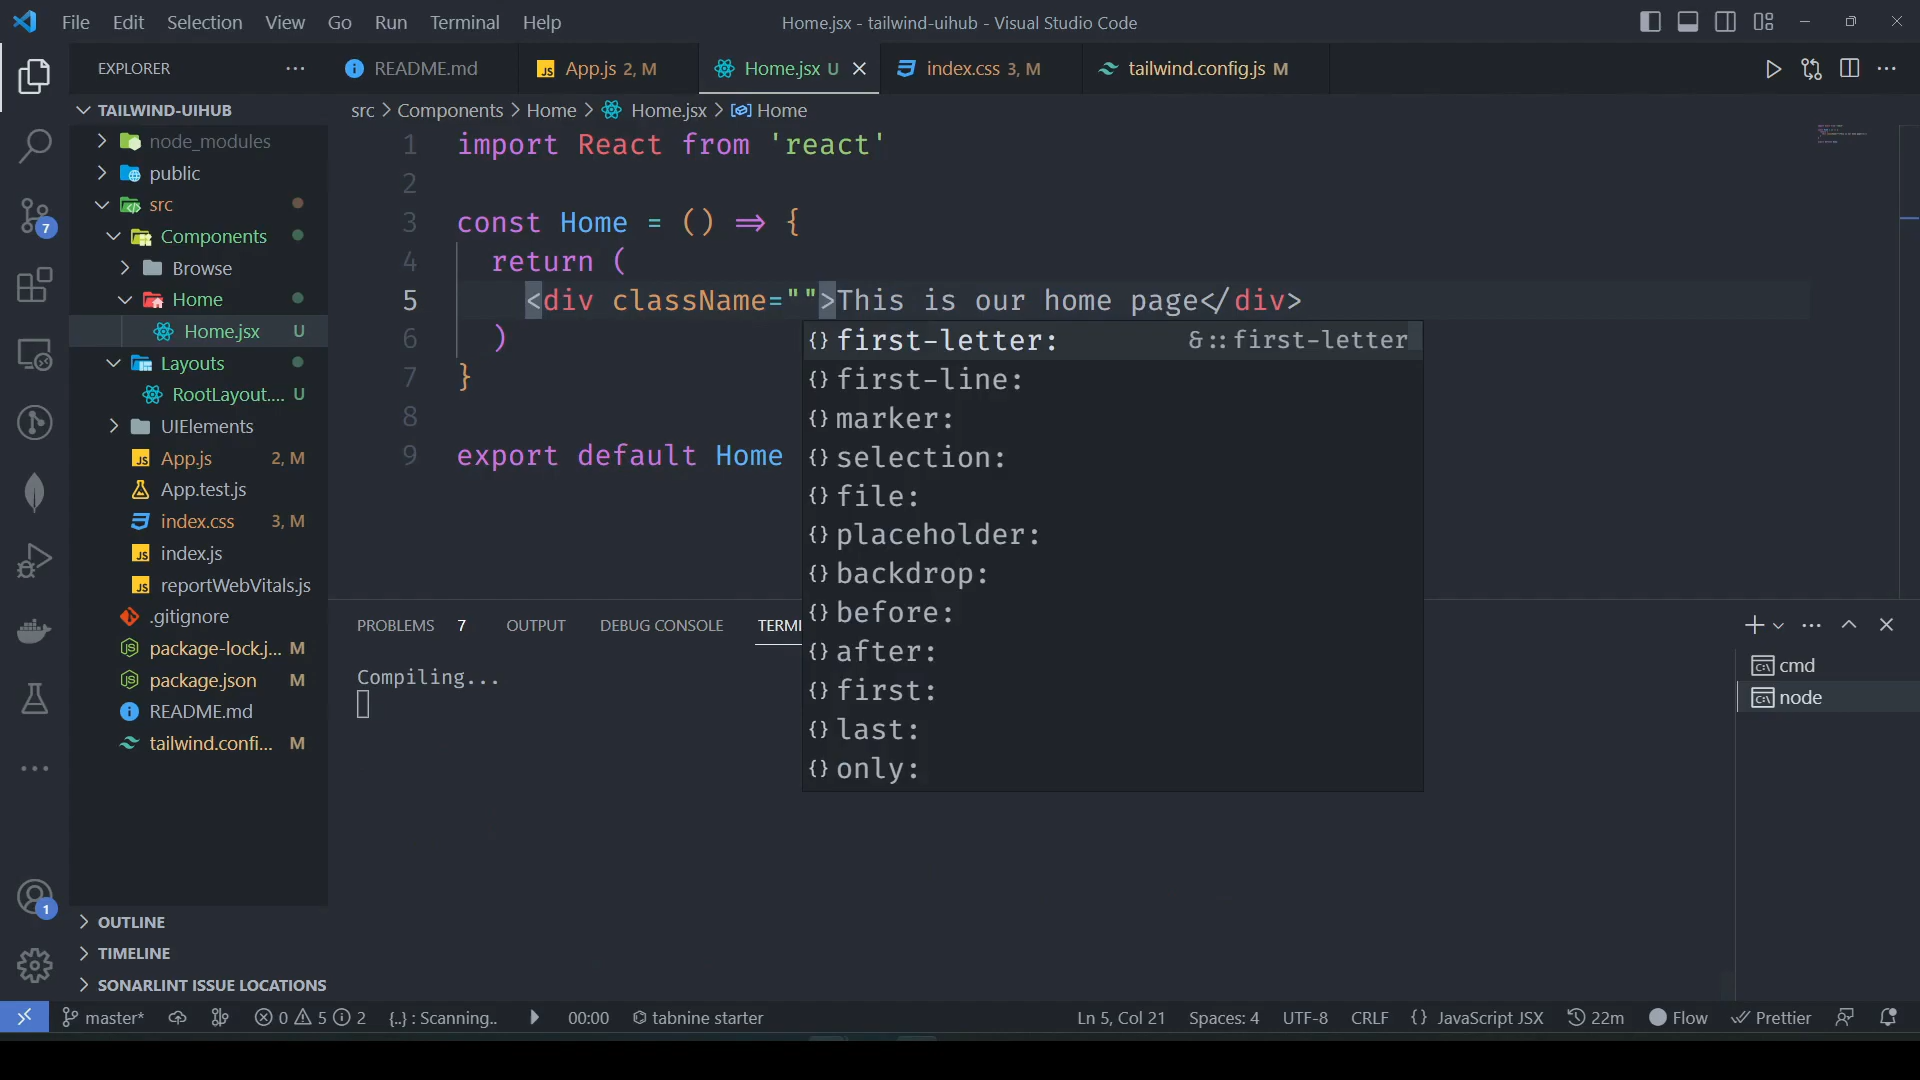 File Edit Selection View Go Run Terminal Help
Home.jsx - tailwind-uihub - Visual Studio Code
EXPLORER
README.md
App.js 2, M
Home.jsx U
index.css 3, M
tailwind.config.js M
TAILWIND-UIHUB
node_modules
public
src
Components
Browse
Home
Home.jsx U
Layouts
RootLayout.... U
UIElements
App.js 2, M
App.test.js
index.css 3, M
index.js
reportWebVitals.js
.gitignore
package-lock.j... M
package.json M
README.md
tailwind.confi... M
OUTLINE
TIMELINE
SONARLINT ISSUE LOCATIONS
7
1
src > Components > Home > Home.jsx > Home
1 import React from 'react'
2
3 const Home = () => {
4 return (
5 <div className="">This is our home page</div>
6 )
7 }
8
9 export default Home
{} first-letter: &::first-letter
{} first-line:
{} marker:
{} selection:
{} file:
{} placeholder:
{} backdrop:
{} before:
{} after:
{} first:
{} last:
{} only:
PROBLEMS 7 OUTPUT DEBUG CONSOLE TERMI
Compiling...
cmd
node
master* 0 5 2 {..} : Scanning.. 00:00 tabnine starter
Ln 5, Col 21 Spaces: 4 UTF-8 CRLF {} JavaScript JSX 22m Flow Prettier